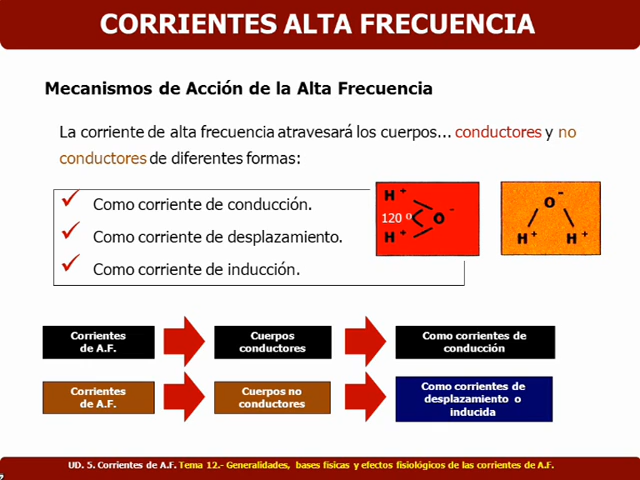 CORRIENTES ALTA FRECUENCIA
Mecanismos de Acción de la Alta Frecuencia
La corriente de alta frecuencia atravesará los cuerpos... conductores y no
conductores de diferentes formas:
Como corriente de conducción.
Como corriente de desplazamiento.
Como corriente de inducción.
H +
120 º O -
H +
O -
H + H +
Corrientes
de A.F.
Cuerpos
conductores
Como corrientes de
conducción
Corrientes
de A.F.
Cuerpos no
conductores
Como corrientes de
desplazamiento o
inducida
UD. 5. Corrientes de A.F. Tema 12.- Generalidades, bases físicas y efectos fisiológicos de las corrientes de A.F.